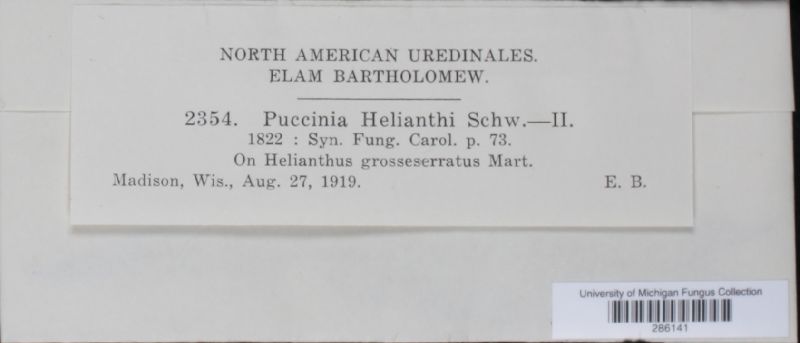 NORTH AMERICAN UREDINALES.
ELAM BARTHOLOMEW.
2354. Puccinia Helianthi Schw.—II.
1822 : Syn. Fung. Carol. p. 73.
On Helianthus grosseserratus Mart.
Madison, Wis., Aug. 27, 1919. E. B.
University of Michigan Fungus Collection
286141